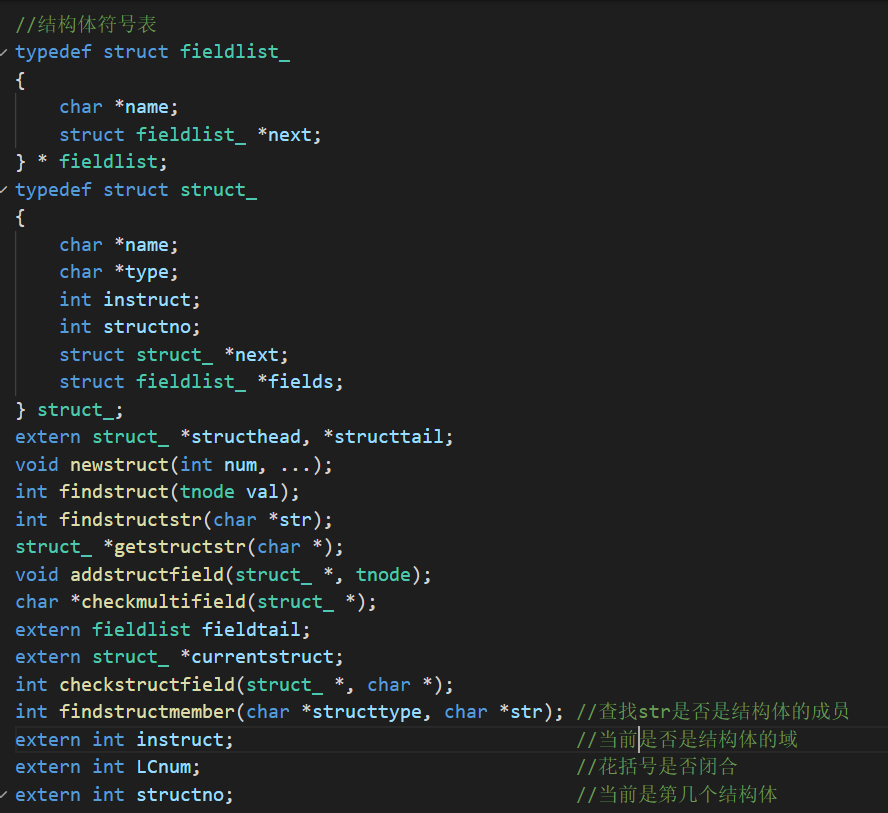 //结构体符号表
typedef struct fieldlist_
{
    char *name;
    struct fieldlist_ *next;
} * fieldlist;
typedef struct struct_
{
    char *name;
    char *type;
    int instruct;
    int structno;
    struct struct_ *next;
    struct fieldlist_ *fields;
} struct_;
extern struct_ *structhead, *structtail;
void newstruct(int num, ...);
int findstruct(tnode val);
int findstructstr(char *str);
struct_ *getstructstr(char *);
void addstructfield(struct_ *, tnode);
char *checkmultifield(struct_ *);
extern fieldlist fieldtail;
extern struct_ *currentstruct;
int checkstructfield(struct_ *, char *);
int findstructmember(char *structtype, char *str); //查找str是否是结构体的成员
extern int instruct;                               //当前是否是结构体的域
extern int LCnum;                                  //花括号是否闭合
extern int structno;                               //当前是第几个结构体